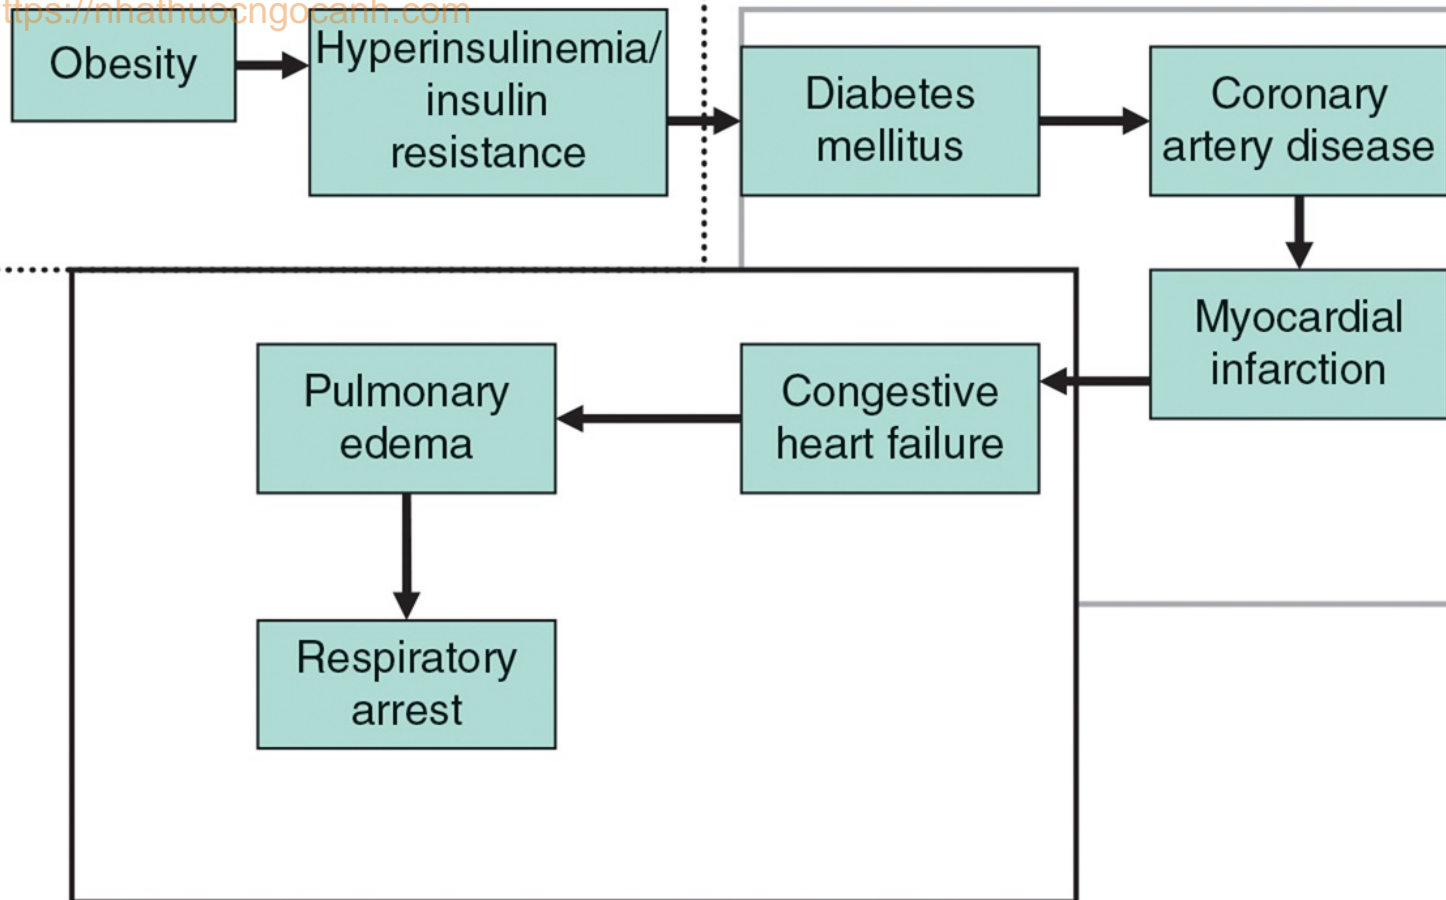 ttps://nhathuocngocanh.com
Obesity
Hyperinsulinemia/
insulin
resistance
Diabetes
mellitus
Coronary
artery disease
Myocardial
infarction
Congestive
heart failure
Pulmonary
edema
Respiratory
arrest